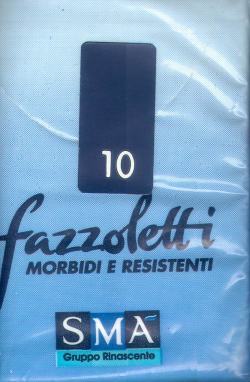 10
fazzoletti
MORBIDI E RESISTENTI
SMA
Gruppo Rinascente